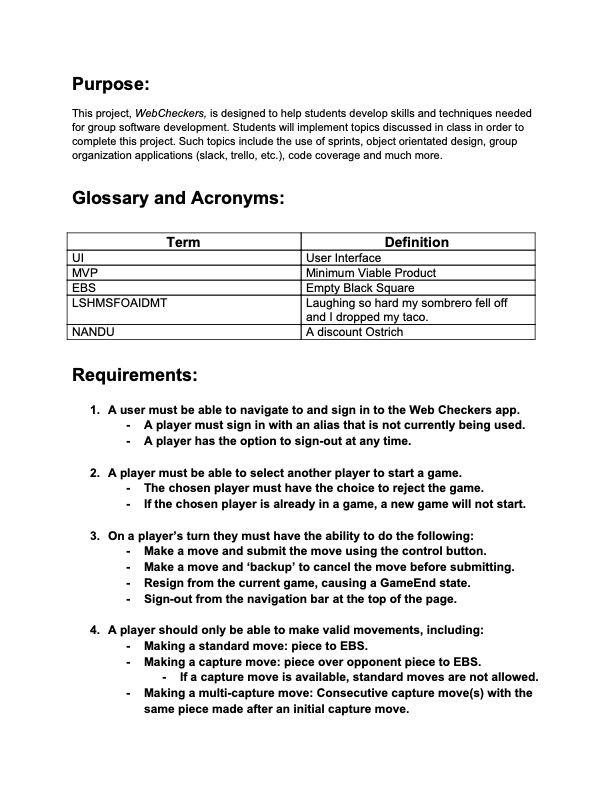 Purpose:
This project, WebCheckers, is designed to help students develop skills and techniques needed
for group software development. Students will implement topics discussed in class in order to
complete this project. Such topics include the use of sprints, object orientated design, group
organization applications (slack, trello, etc.), code coverage and much more.
Glossary and Acronyms:
Term Definition
UI User Interface
MVP Minimum Viable Product
EBS Empty Black Square
LSHMSFOAIDMT Laughing so hard my sombrero fell off
and I dropped my taco.
NANDU A discount Ostrich
Requirements:
1. A user must be able to navigate to and sign in to the Web Checkers app.
- A player must sign in with an alias that is not currently being used.
- A player has the option to sign-out at any time.
2. A player must be able to select another player to start a game.
- The chosen player must have the choice to reject the game.
- If the chosen player is already in a game, a new game will not start.
3. On a player’s turn they must have the ability to do the following:
- Make a move and submit the move using the control button.
- Make a move and ‘backup’ to cancel the move before submitting.
- Resign from the current game, causing a GameEnd state.
- Sign-out from the navigation bar at the top of the page.
4. A player should only be able to make valid movements, including:
- Making a standard move: piece to EBS.
- Making a capture move: piece over opponent piece to EBS.
- If a capture move is available, standard moves are not allowed.
- Making a multi-capture move: Consecutive capture move(s) with the
same piece made after an initial capture move.